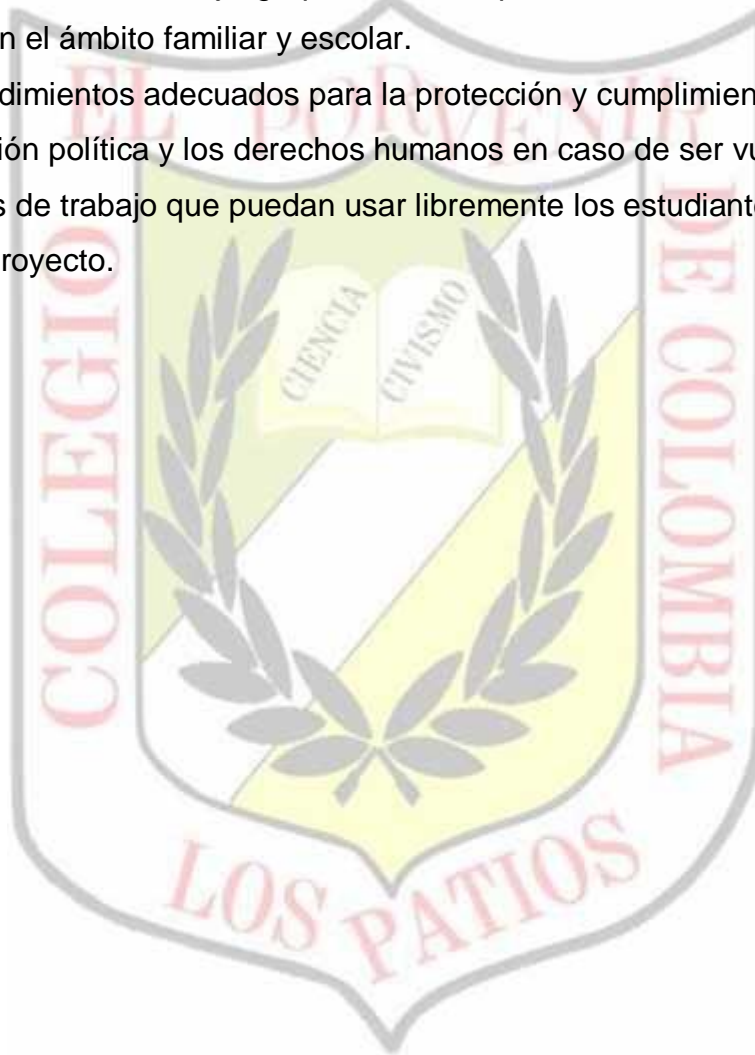 n el ámbito familiar y escolar.
dimientos adecuados para la protección y cumplimien
ión política y los derechos humanos en caso de ser vu
s de trabajo que puedan usar libremente los estudiant
royecto.
EL PORVENIR
DE COLOMBIA
COLEGIO
CIENCIA
CIVISMO
LOS PATIOS